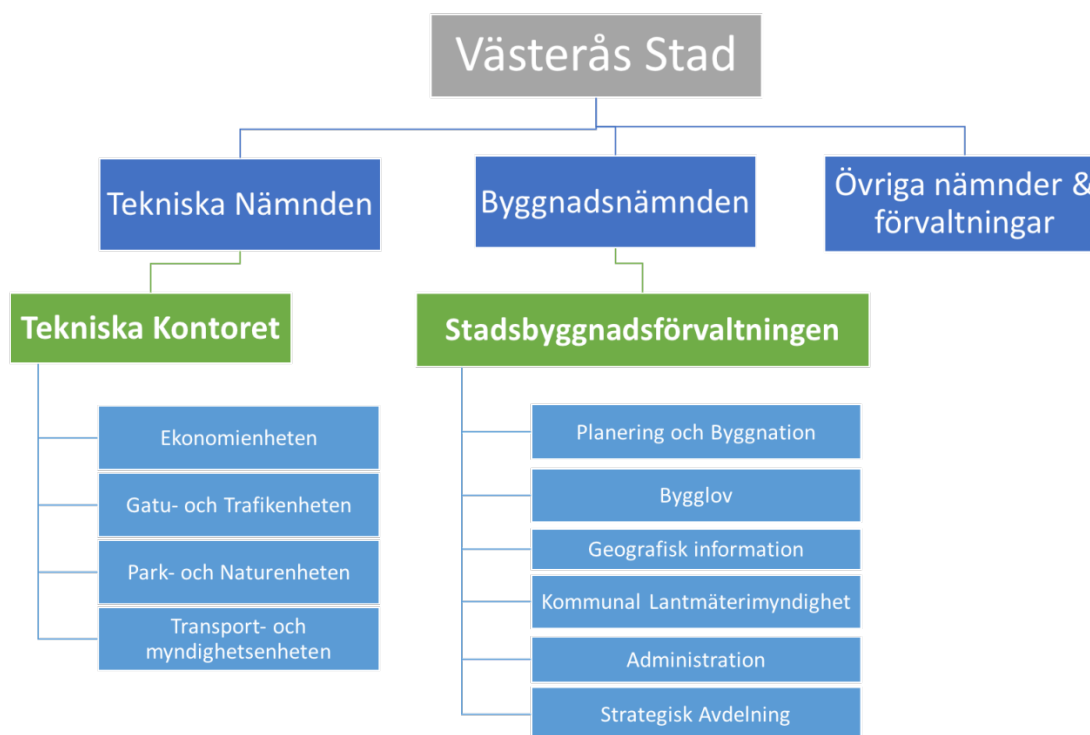 Västerås Stad
Tekniska Nämnden
Byggnadsnämnden
Övriga nämnder &
förvaltningar
Tekniska Kontoret
Stadsbyggnadsförvaltningen
Ekonomienheten
Gatu- och Trafikenheten
Park- och Naturenheten
Transport- och
myndighetsenheten
Planering och Byggnation
Bygglov
Geografisk information
Kommunal Lantmäterimyndighet
Administration
Strategisk Avdelning